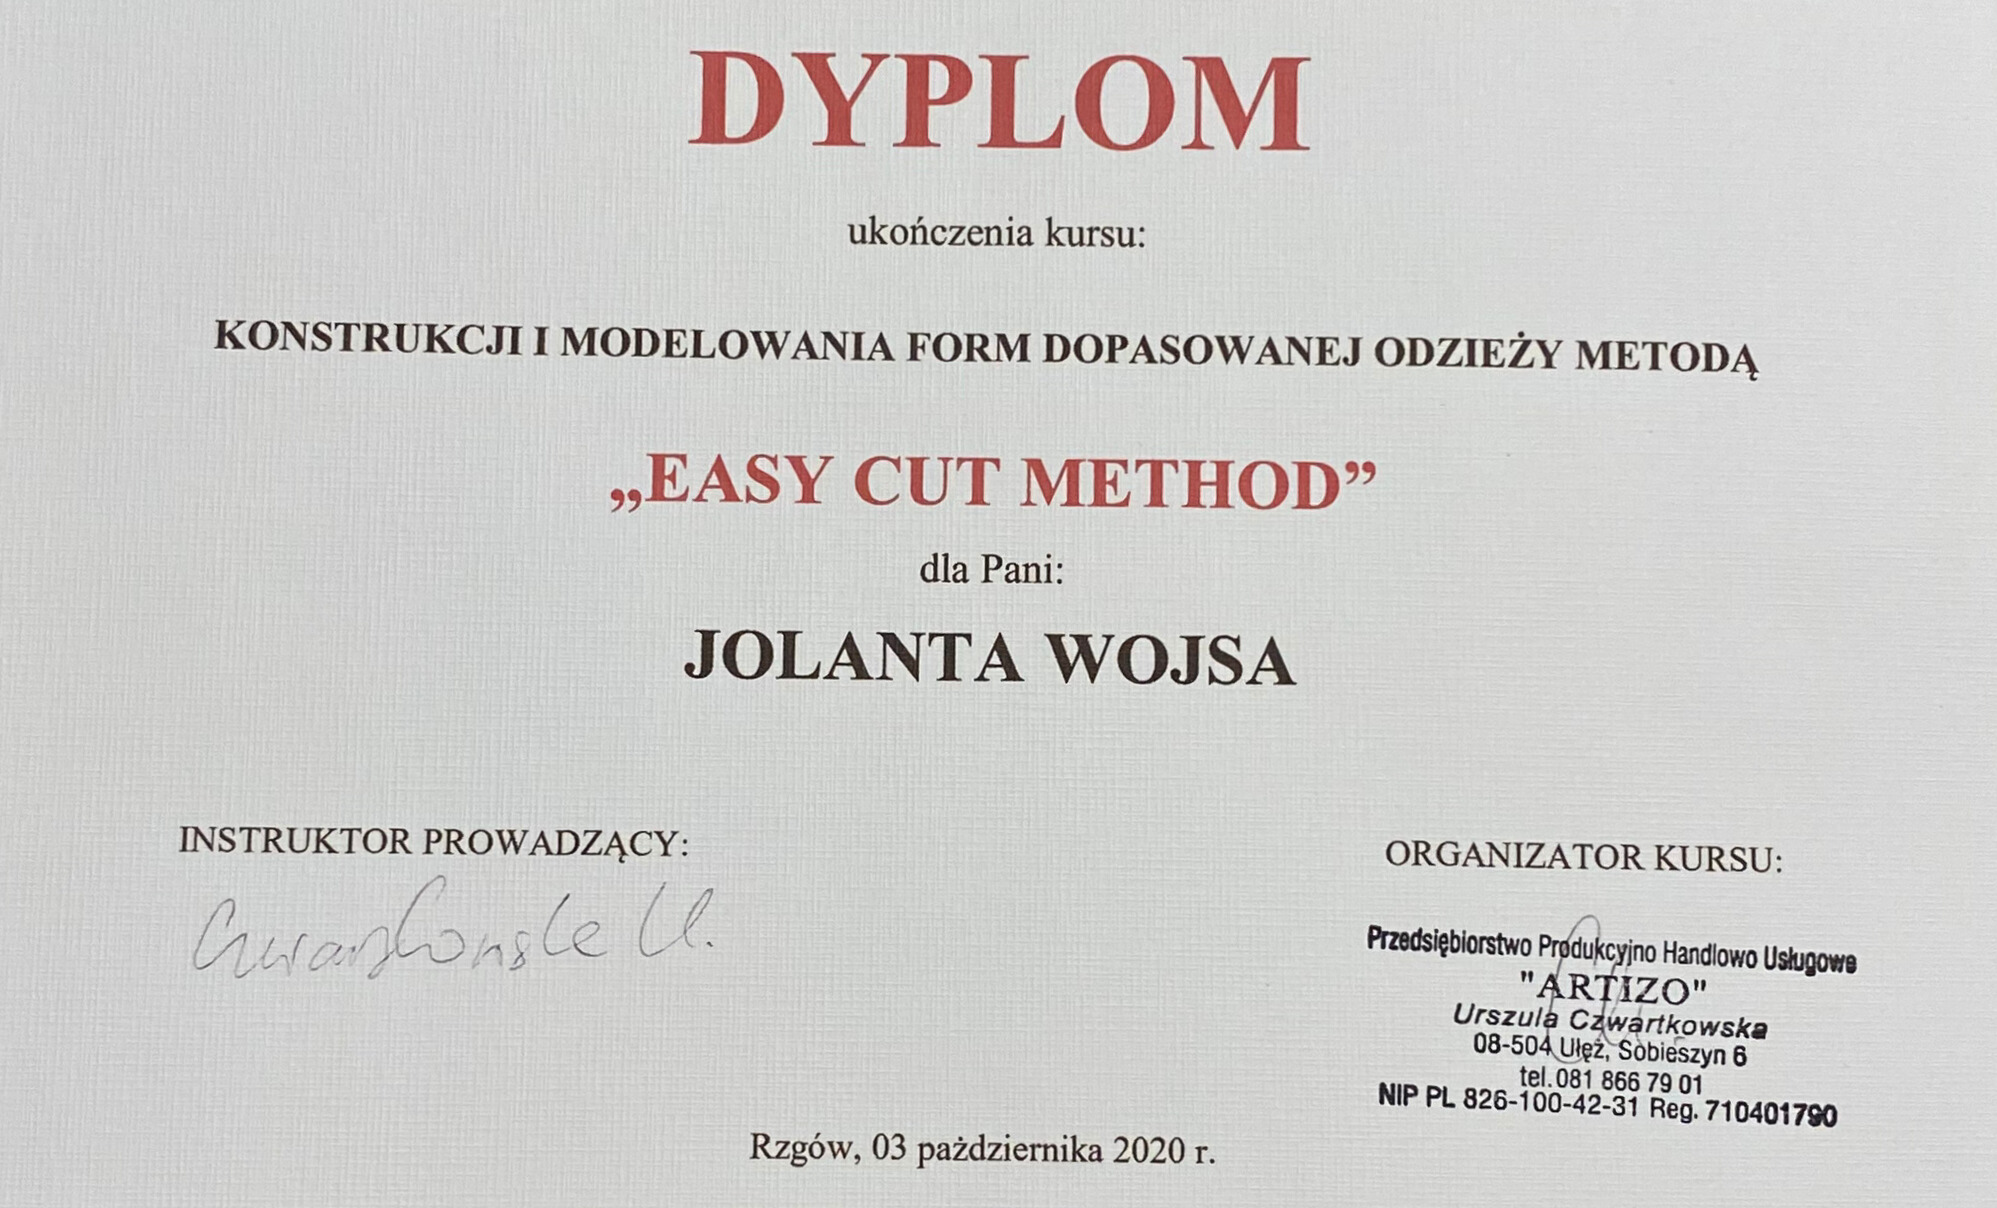 DYPLOM
ukończenia kursu:
KONSTRUKCJI I MODELOWANIA FORM DOPASOWANEJ ODZIEŻY METODĄ
„EASY CUT METHOD”
dla Pani:
JOLANTA WOJSA
INSTRUKTOR PROWADZĄCY:
ORGANIZATOR KURSU:
Przedsiębiorstwo Produkcyjno Handlowo Usługowe
"ARTIZO"
Urszula Czwartkowska
08-504 Ułęż, Sobieszyn 6
tel.081 866 79 01
NIP PL 826-100-42-31 Reg. 710401790
Rzgów, 03 października 2020 r.